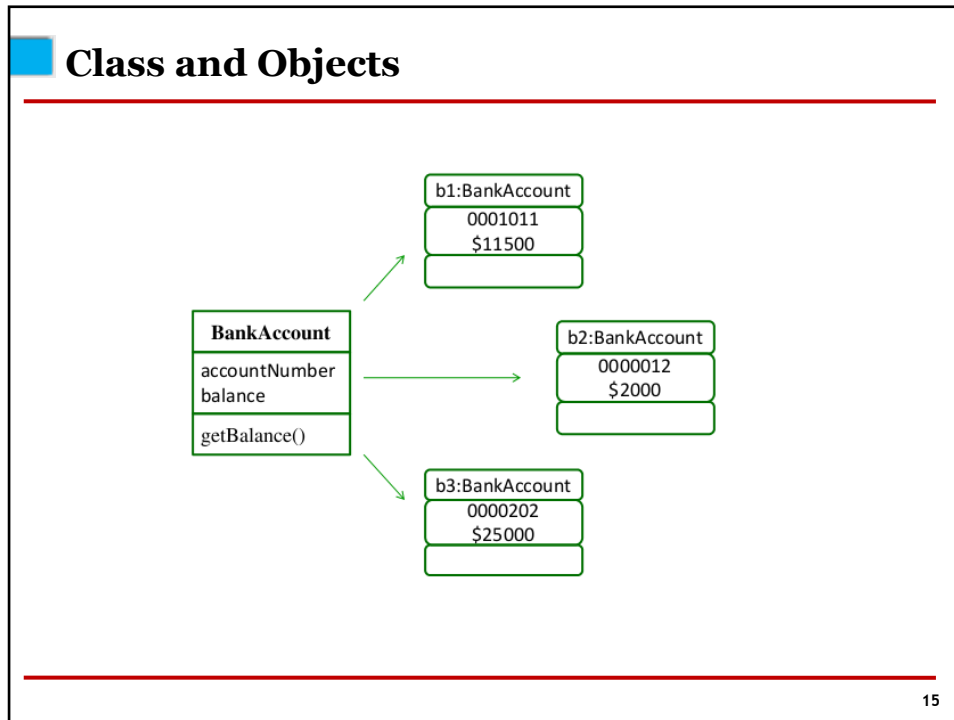 Class and Objects
b1:BankAccount
0001011
$11500
BankAccount
accountNumber
balance
getBalance()
b2:BankAccount
0000012
$2000
b3:BankAccount
0000202
$25000
15